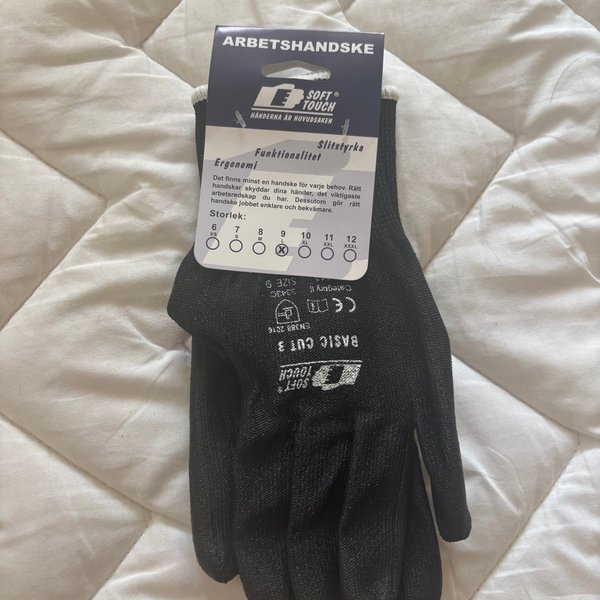 ARBETSHANDSKE
SOFT®
TOUCH
HÄNDERNA ÄR HUVUDSAKEN
Slitstyrka
Funktionalitet
Ergonomi
Det finns minst en handske för varje behov. Rätt
handskar skyddar dina händer, det viktigaste
arbetsredskap du har. Dessutom gör rätt
handske jobbet enklare och bekvämare.
Storlek:
6 7 8 9 10 11 12
XS S M L XL XXL XXXL
SOFT®
TOUCH
BASIC CUT 3
EN388 2016
CE
i
Category II
SIZE 9